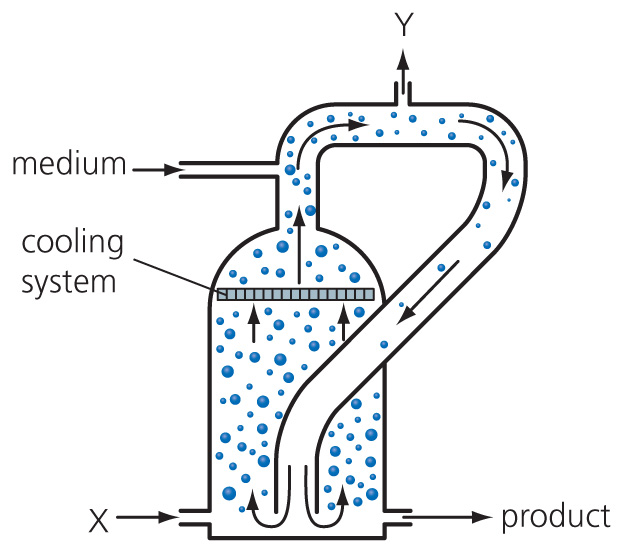 Y
medium
cooling
system
X
product